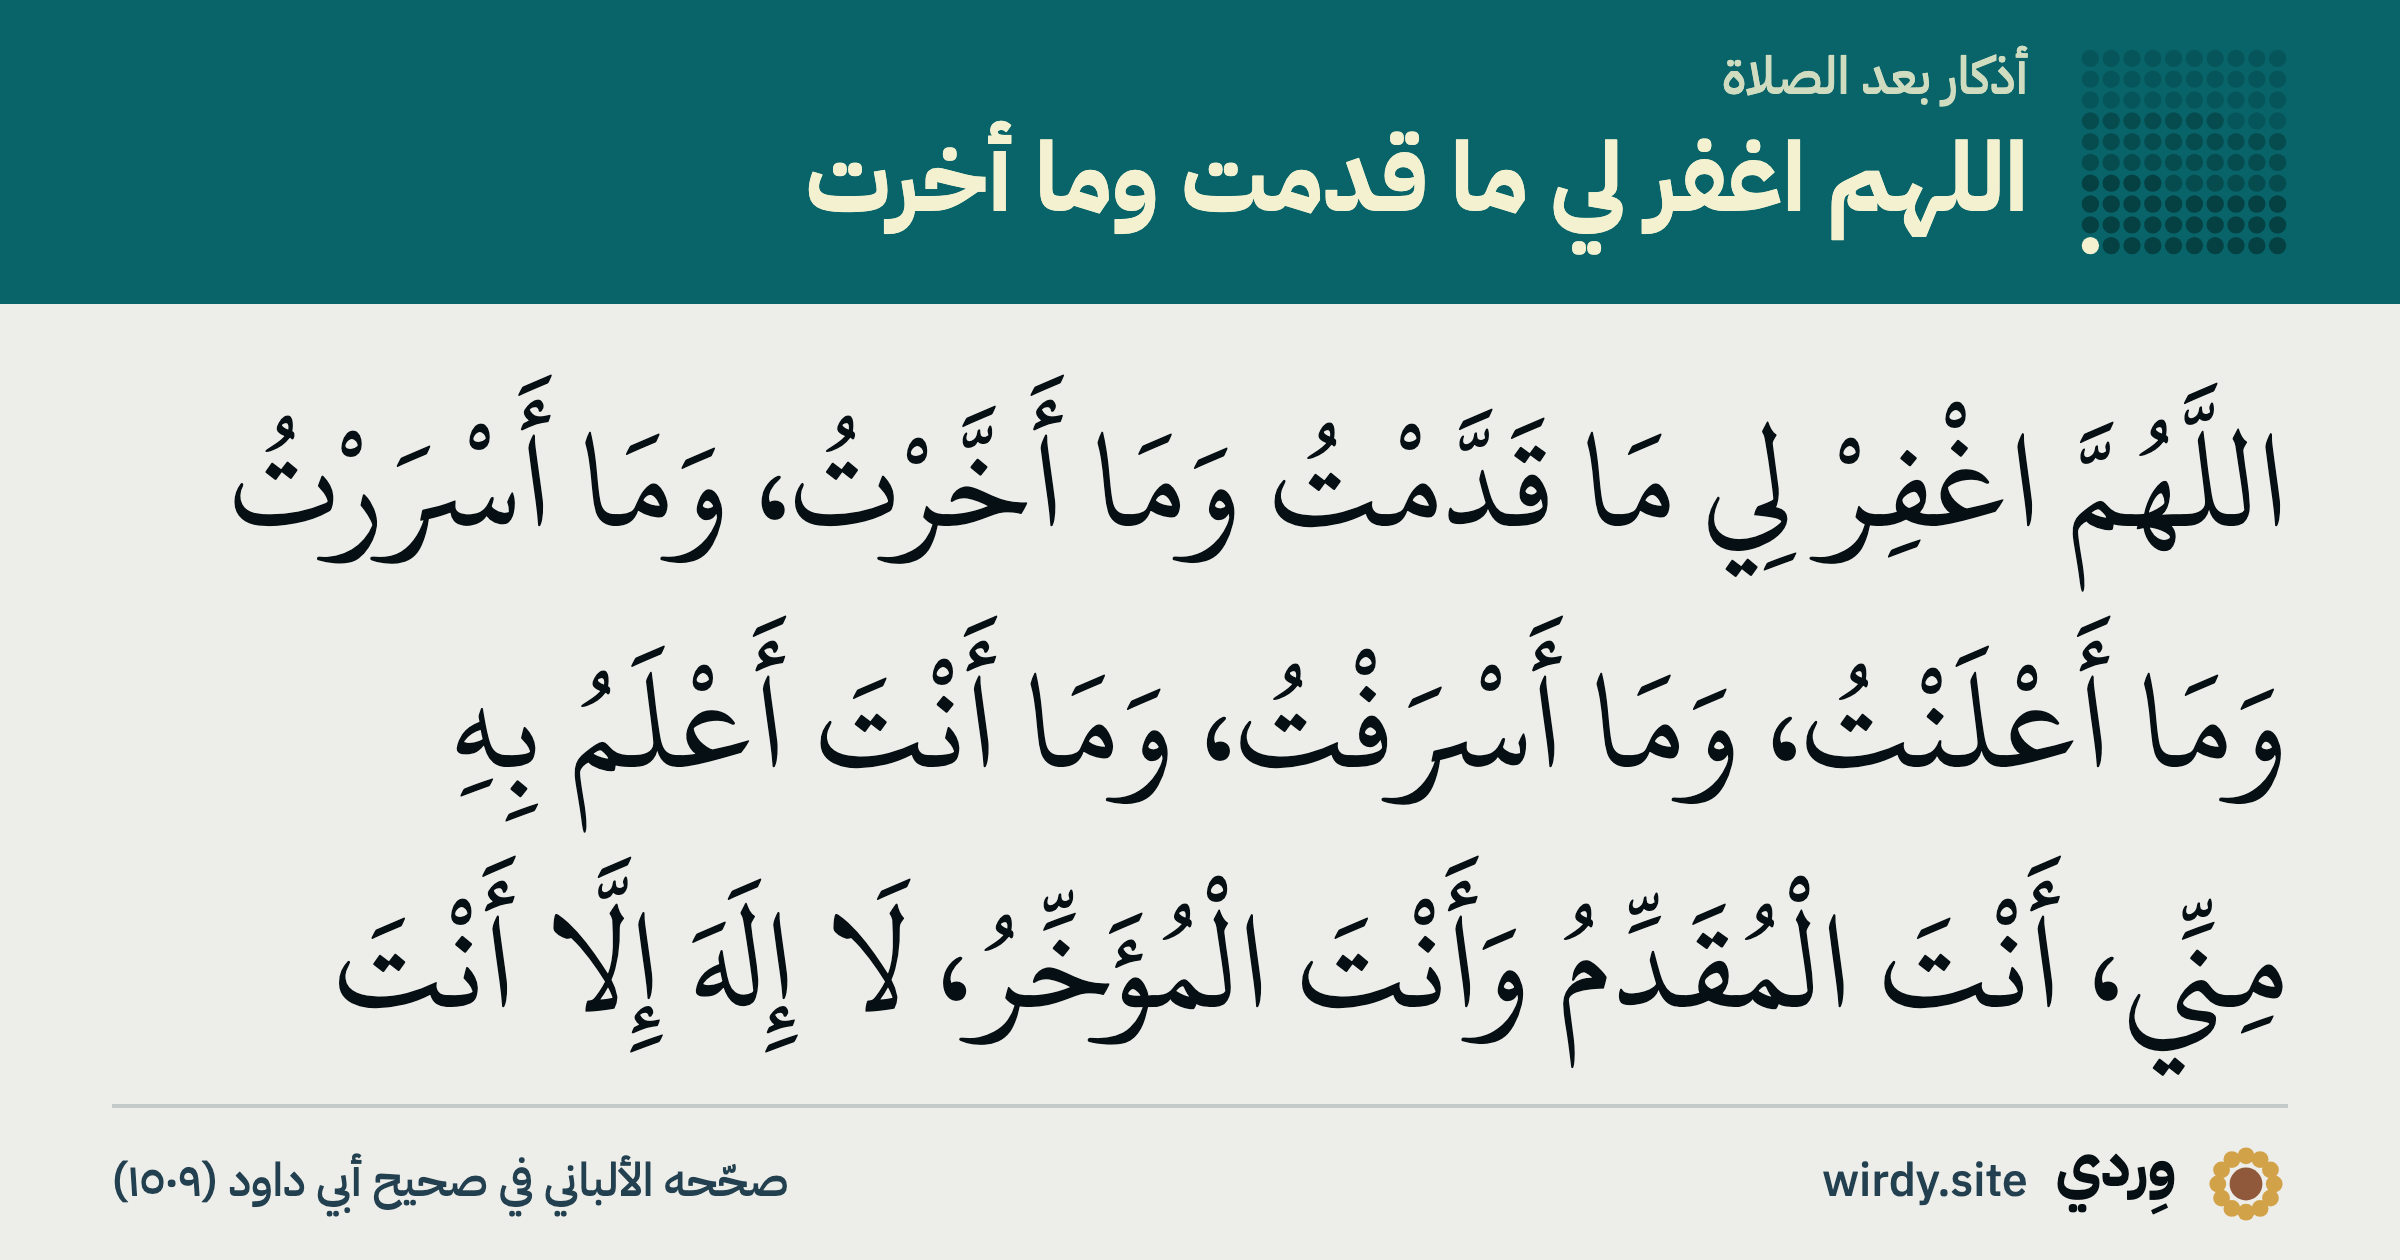 أذكار بعد الصلاة
اللهم اغفر لي ما قدمت وما أخرت
اللَّهُمَّ اغْفِرْ لِي مَا قَدَّمْتُ وَمَا أَخَّرْتُ، وَمَا أَسْرَرْتُ
وَمَا أَعْلَنْتُ، وَمَا أَسْرَفْتُ، وَمَا أَنْتَ أَعْلَمُ بِهِ
مِنِّي، أَنْتَ الْمُقَدِّمُ وَأَنْتَ الْمُؤَخِّرُ، لَا إِلَهَ إِلَّا أَنْتَ
وِردي wirdy.site
صحّحه الألباني في صحيح أبي داود (١٥٠٩)